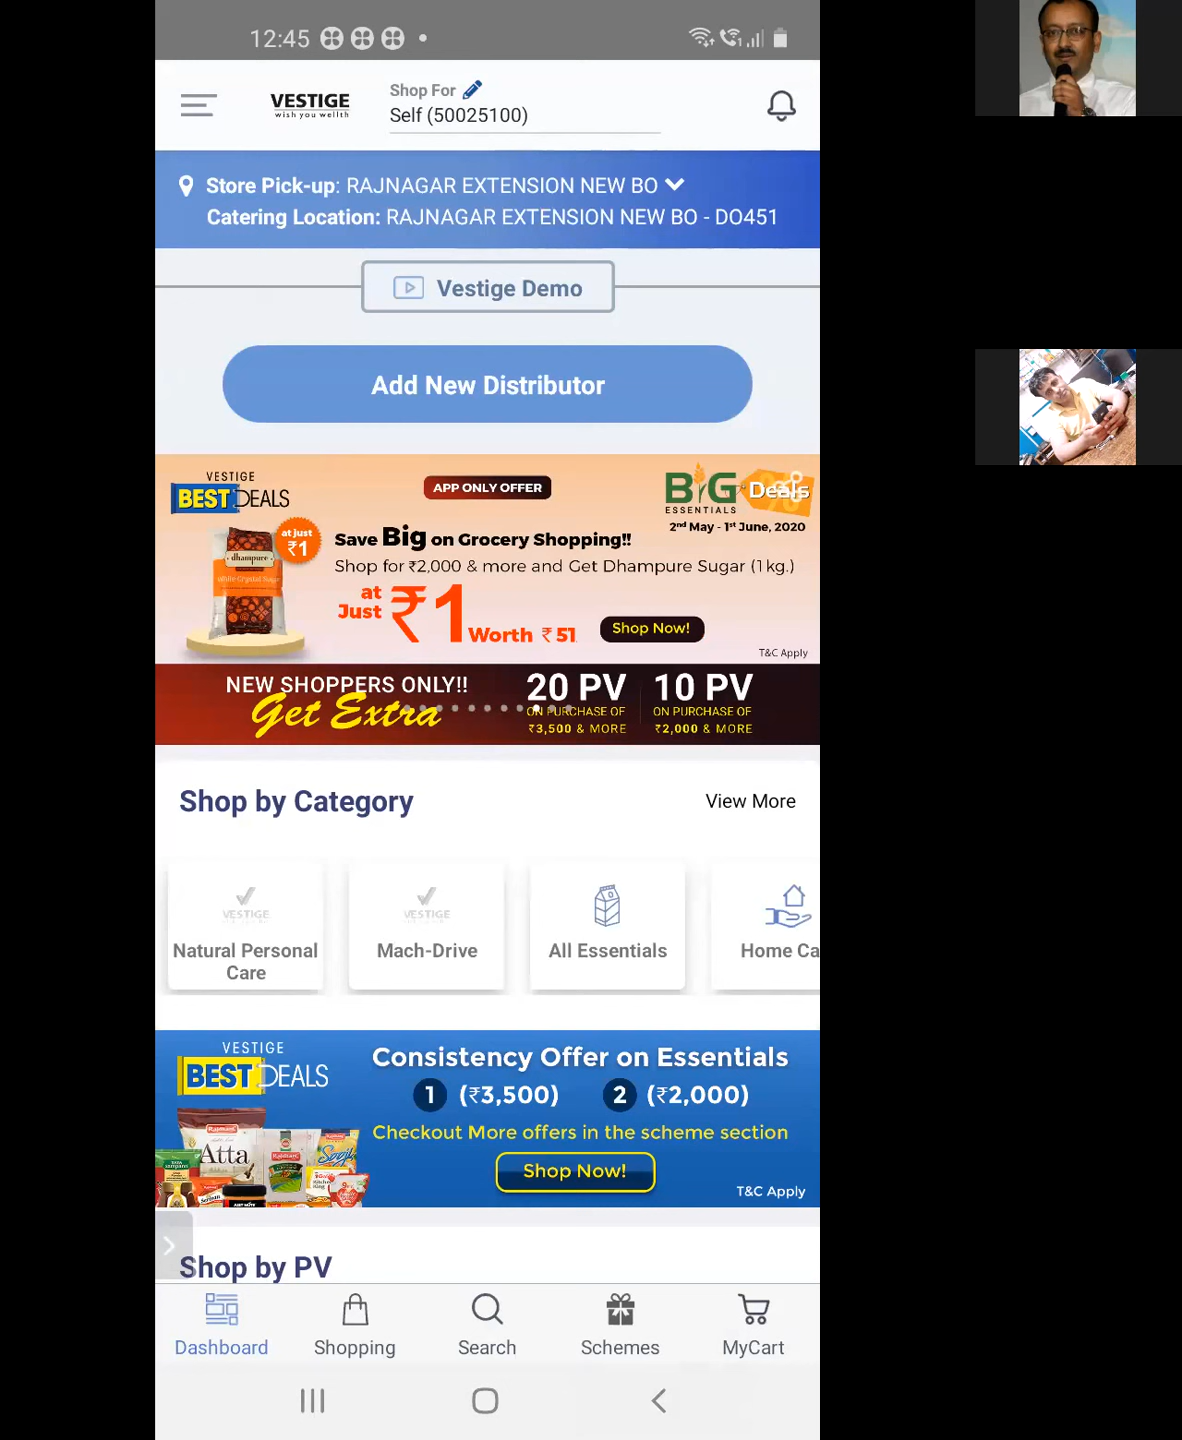 12:45
VESTIGE
wish you wellth
Shop For
Self (50025100)
Store Pick-up: RAJNAGAR EXTENSION NEW BO
Catering Location: RAJNAGAR EXTENSION NEW BO - DO451
Vestige Demo
Add New Distributor
VESTIGE
BEST DEALS
APP ONLY OFFER
BIG Deals
ESSENTIALS
2nd May - 1st June, 2020
at just
₹1
dhampure
White Crystal Sugar
Save Big on Grocery Shopping!!
Shop for ₹2,000 & more and Get Dhampure Sugar (1 kg.)
at Just ₹1 Worth ₹51
Shop Now!
T&C Apply
NEW SHOPPERS ONLY!!
Get Extra
20 PV
ON PURCHASE OF
₹3,500 & MORE
10 PV
ON PURCHASE OF
₹2,000 & MORE
Shop by Category
View More
VESTIGE
Natural Personal
Care
VESTIGE
Mach-Drive
All Essentials
Home Ca
VESTIGE
BEST DEALS
Consistency Offer on Essentials
1 (₹3,500) 2 (₹2,000)
Checkout More offers in the scheme section
Shop Now!
T&C Apply
Atta
Shop by PV
Dashboard
Shopping
Search
Schemes
MyCart